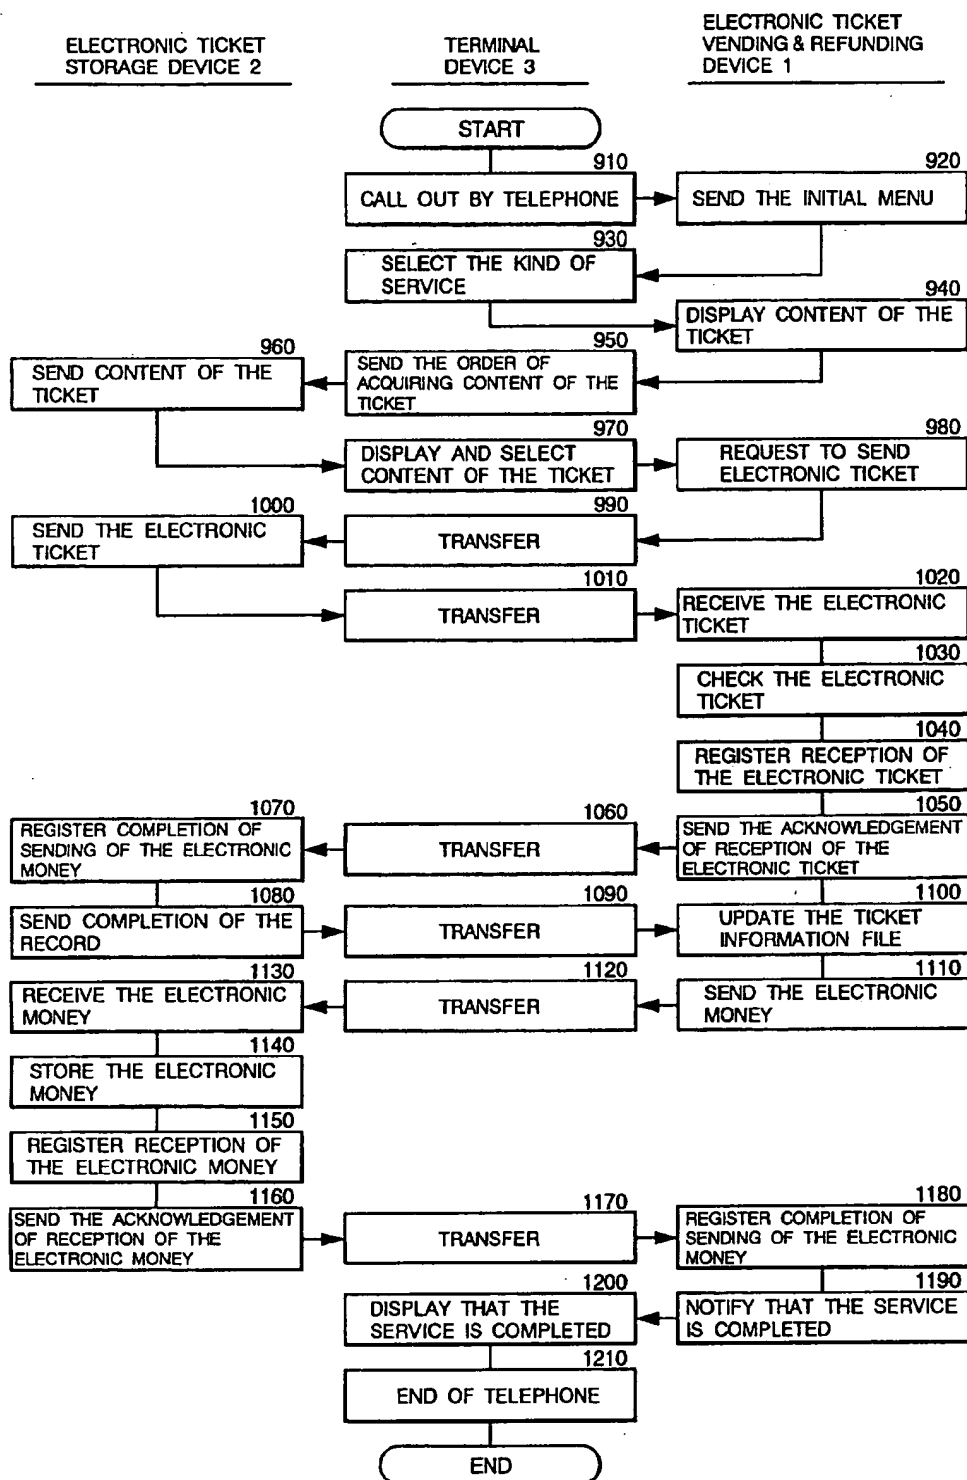 ELECTRONIC TICKET
STORAGE DEVICE 2
TERMINAL
DEVICE 3
ELECTRONIC TICKET
VENDING & REFUNDING
DEVICE 1
START
910
CALL OUT BY TELEPHONE
920
SEND THE INITIAL MENU
930
SELECT THE KIND OF
SERVICE
940
DISPLAY CONTENT OF THE
TICKET
950
SEND THE ORDER OF
ACQUIRING CONTENT OF THE
TICKET
960
SEND CONTENT OF THE
TICKET
970
DISPLAY AND SELECT
CONTENT OF THE TICKET
980
REQUEST TO SEND
ELECTRONIC TICKET
990
TRANSFER
1000
SEND THE ELECTRONIC
TICKET
1010
TRANSFER
1020
RECEIVE THE ELECTRONIC
TICKET
1030
CHECK THE ELECTRONIC
TICKET
1040
REGISTER RECEPTION OF
THE ELECTRONIC TICKET
1050
SEND THE ACKNOWLEDGEMENT
OF RECEPTION OF THE
ELECTRONIC TICKET
1060
TRANSFER
1070
REGISTER COMPLETION OF
SENDING OF THE ELECTRONIC
MONEY
1080
SEND COMPLETION OF THE
RECORD
1090
TRANSFER
1100
UPDATE THE TICKET
INFORMATION FILE
1110
SEND THE ELECTRONIC
MONEY
1120
TRANSFER
1130
RECEIVE THE ELECTRONIC
MONEY
1140
STORE THE ELECTRONIC
MONEY
1150
REGISTER RECEPTION OF
THE ELECTRONIC MONEY
1160
SEND THE ACKNOWLEDGEMENT
OF RECEPTION OF THE
ELECTRONIC MONEY
1170
TRANSFER
1180
REGISTER COMPLETION OF
SENDING OF THE ELECTRONIC
MONEY
1190
NOTIFY THAT THE SERVICE
IS COMPLETED
1200
DISPLAY THAT THE
SERVICE IS COMPLETED
1210
END OF TELEPHONE
END